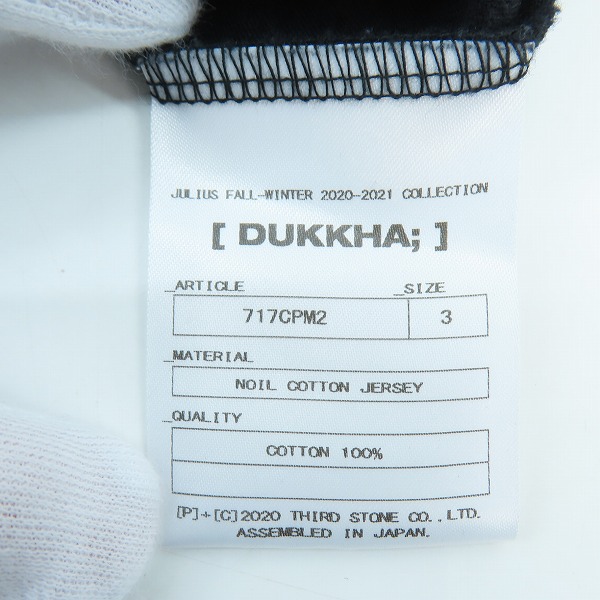 JULIUS FALL-WINTER 2020-2021 COLLECTION
[ DUKKHA; ]
_ARTICLE _SIZE
717CPM2 3
_MATERIAL
NOIL COTTON JERSEY
_QUALITY
COTTON 100%
[P]+[C]2020 THIRD STONE CO.,LTD.
ASSEMBLED IN JAPAN.